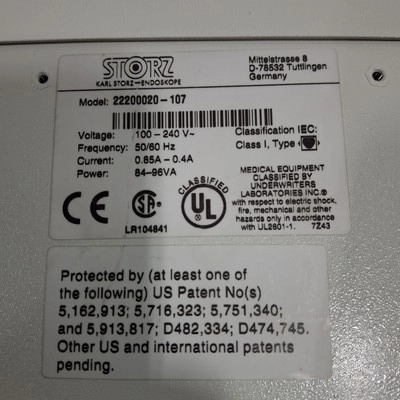 STORZ
KARL STORZ-ENDOSKOPE
Mittelstrasse 8
D-78532 Tuttlingen
Germany
Model: 22200020-107
Voltage: 100 - 240 V~
Frequency: 50/60 Hz
Current: 0.85A - 0.4A
Power: 84-96VA
Classification IEC:
Class I, Type
CE
SA
LR104841
CLASSIFIED
UL
MEDICAL EQUIPMENT
CLASSIFIED BY
UNDERWRITERS
LABORATORIES INC.®
with respect to electric shock,
fire, mechanical and other
hazards only in accordance
with UL2601-1. 7Z43
Protected by (at least one of
the following) US Patent No(s)
5,162,913; 5,716,323; 5,751,340;
and 5,913,817; D482,334; D474,745.
Other US and international patents
pending.